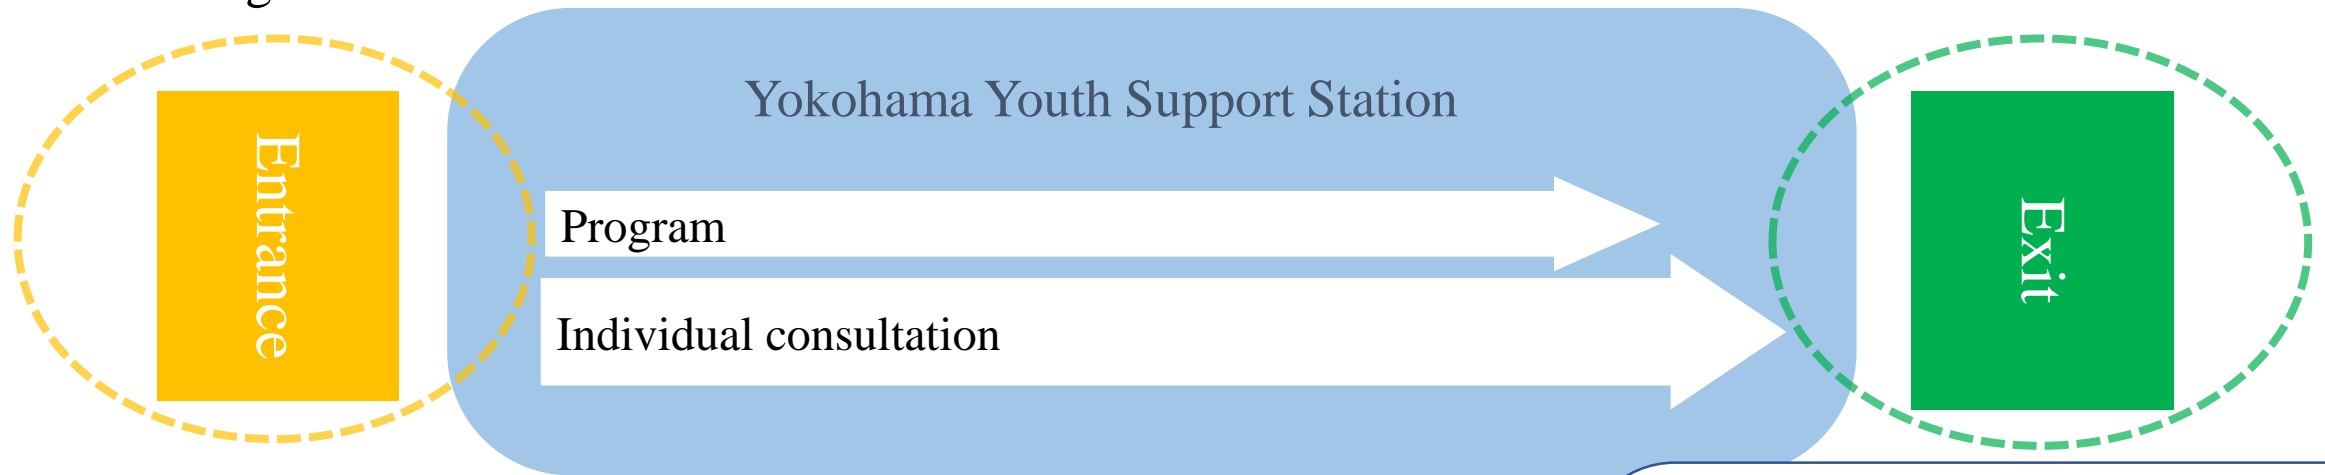 Yokohama Youth Support Station
Entrance
Program
Individual consultation
Exit